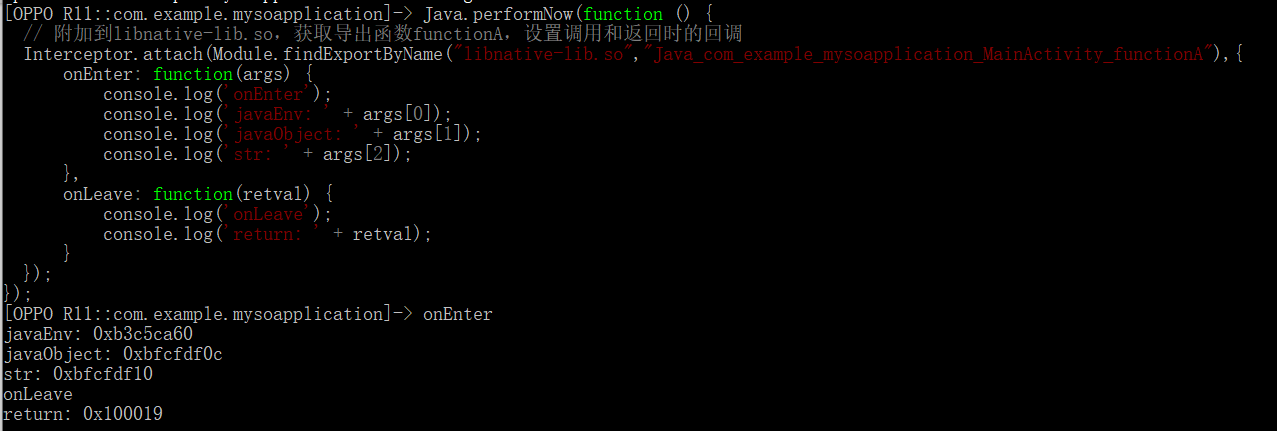 [OPPO R11::com.example.mysoapplication]-> Java.performNow(function () {
  // 附加到libnative-lib.so，获取导出函数functionA，设置调用和返回时的回调
  Interceptor.attach(Module.findExportByName("libnative-lib.so","Java_com_example_mysoapplication_MainActivity_functionA"),{
      onEnter: function(args) {
          console.log('onEnter');
          console.log('javaEnv: ' + args[0]);
          console.log('javaObject: ' + args[1]);
          console.log('str: ' + args[2]);
      },
      onLeave: function(retval) {
          console.log('onLeave');
          console.log('return: ' + retval);
      }
  });
});
[OPPO R11::com.example.mysoapplication]-> onEnter
javaEnv: 0xb3c5ca60
javaObject: 0xbfcfdf0c
str: 0xbfcfdf10
onLeave
return: 0x100019